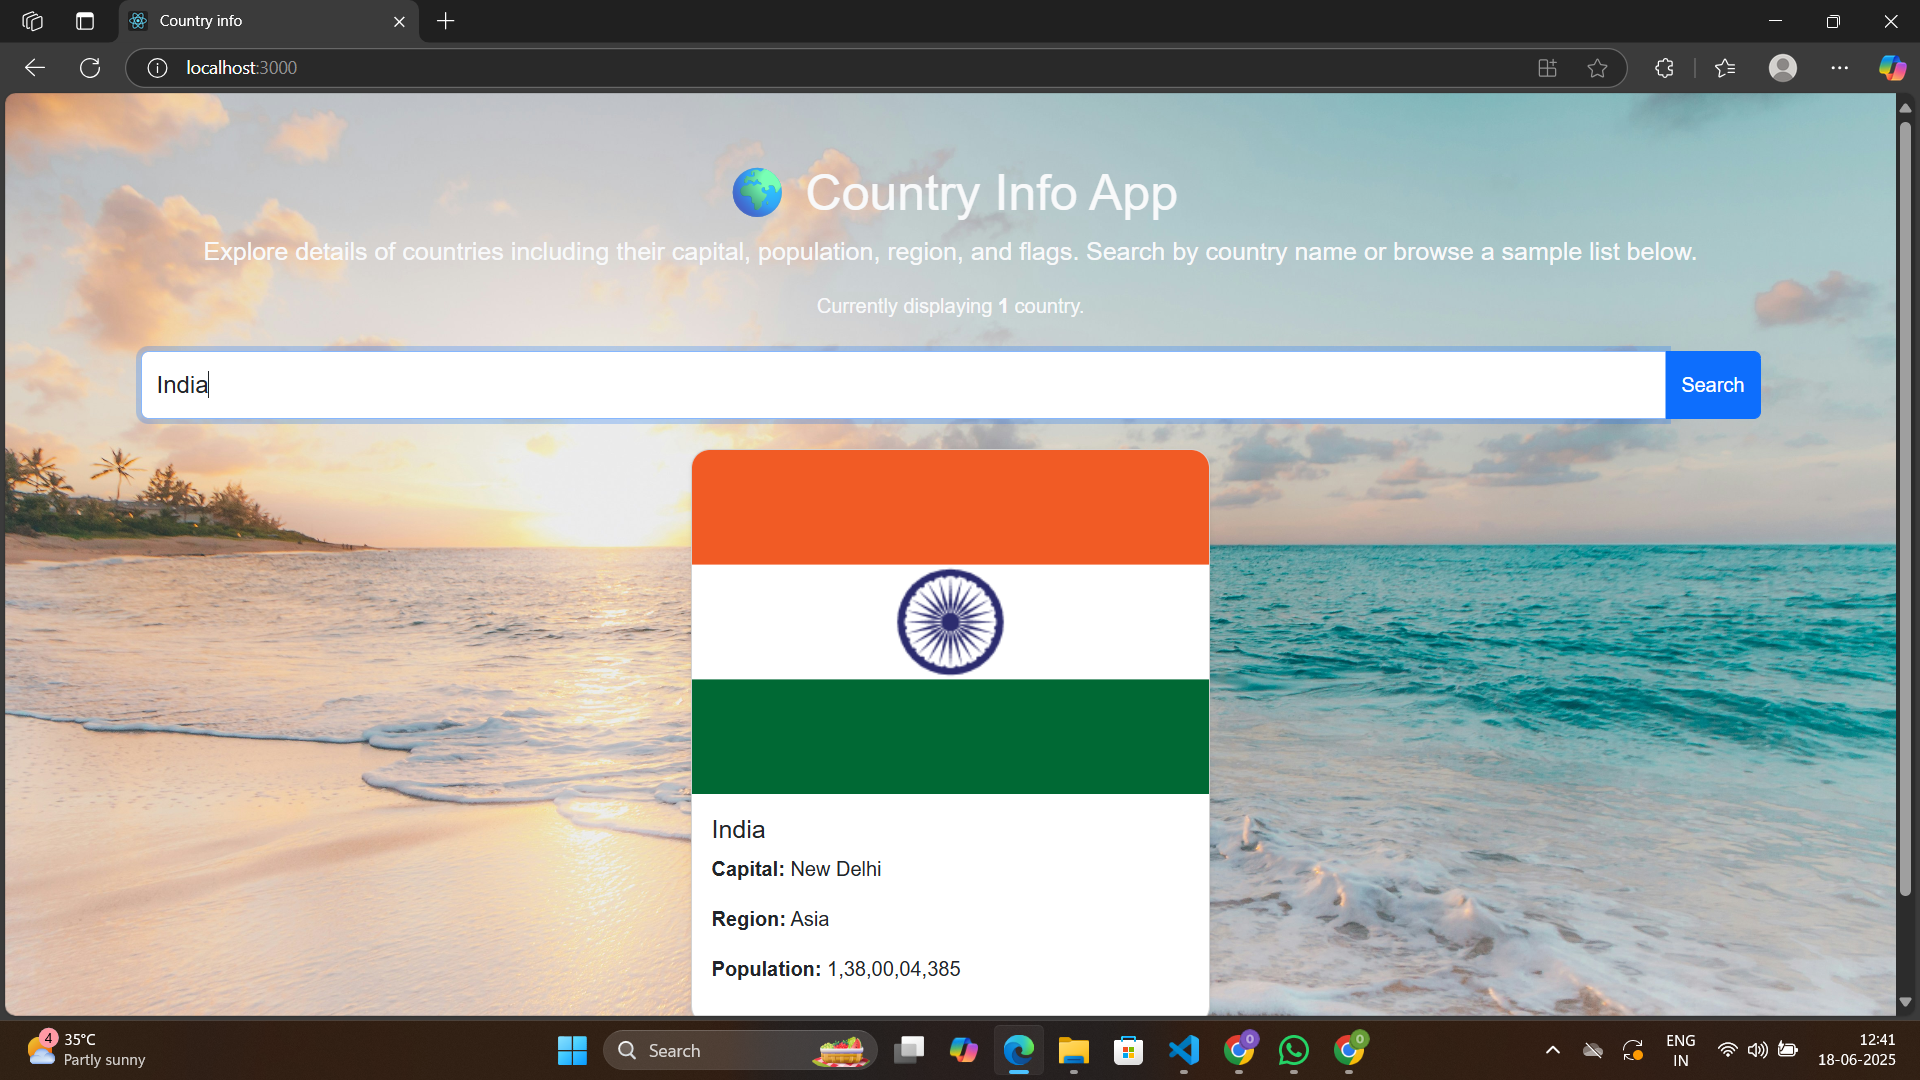 Country info
localhost:3000
Country Info App
Explore details of countries including their capital, population, region, and flags. Search by country name or browse a sample list below.
Currently displaying 1 country.
India
Search
India
Capital: New Delhi
Region: Asia
Population: 1,38,00,04,385
4
35°C
Partly sunny
Search
0
0
ENG
IN
12:41
18-06-2025